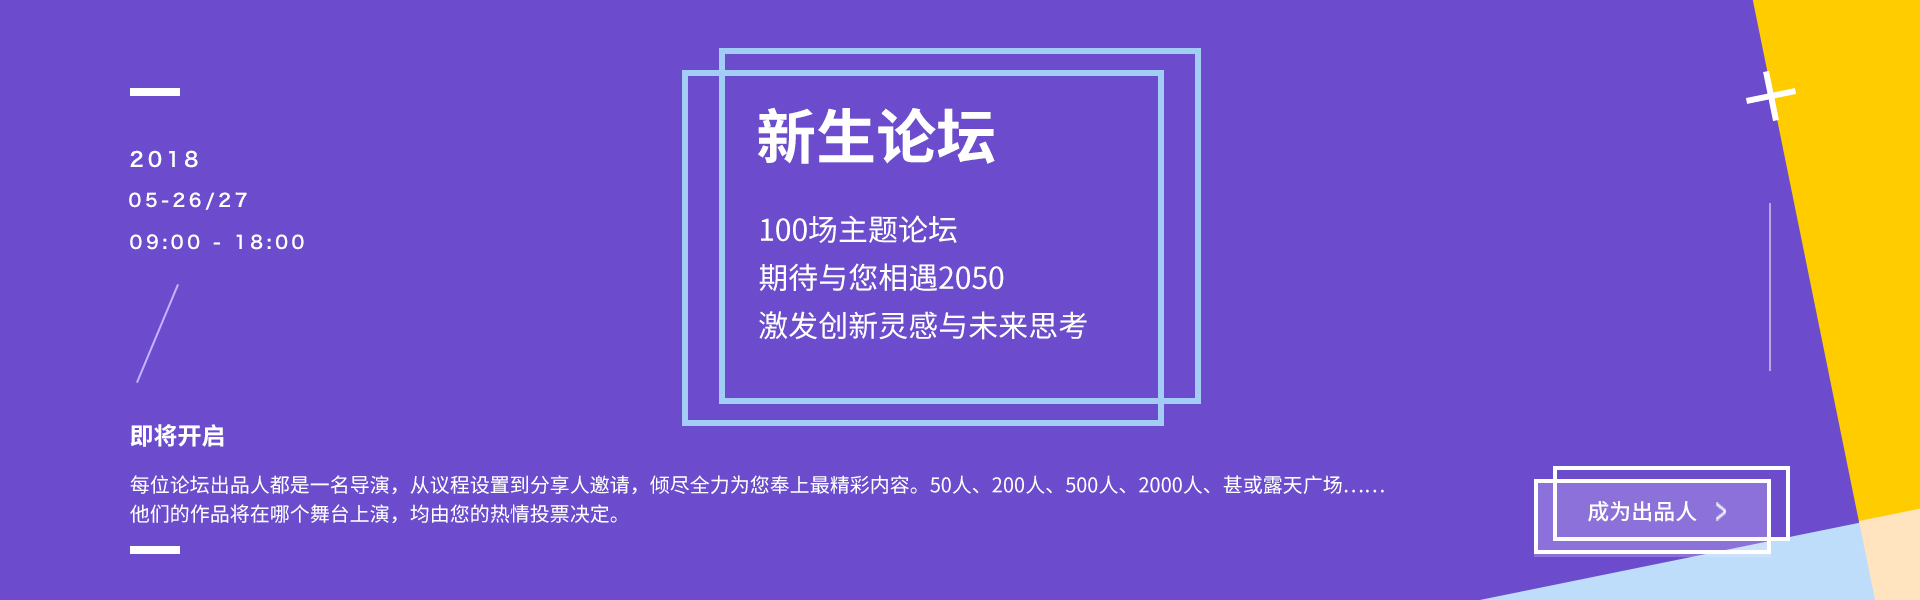 2018
05-26/27
09:00 - 18:00
新生论坛
100场主题论坛
期待与您相遇2050
激发创新灵感与未来思考
即将开启
每位论坛出品人都是一名导演，从议程设置到分享人邀请，倾尽全力为您奉上最精彩内容。50人、200人、500人、2000人、甚或露天广场……
他们的作品将在哪个舞台上演，均由您的热情投票决定。
成为出品人 >